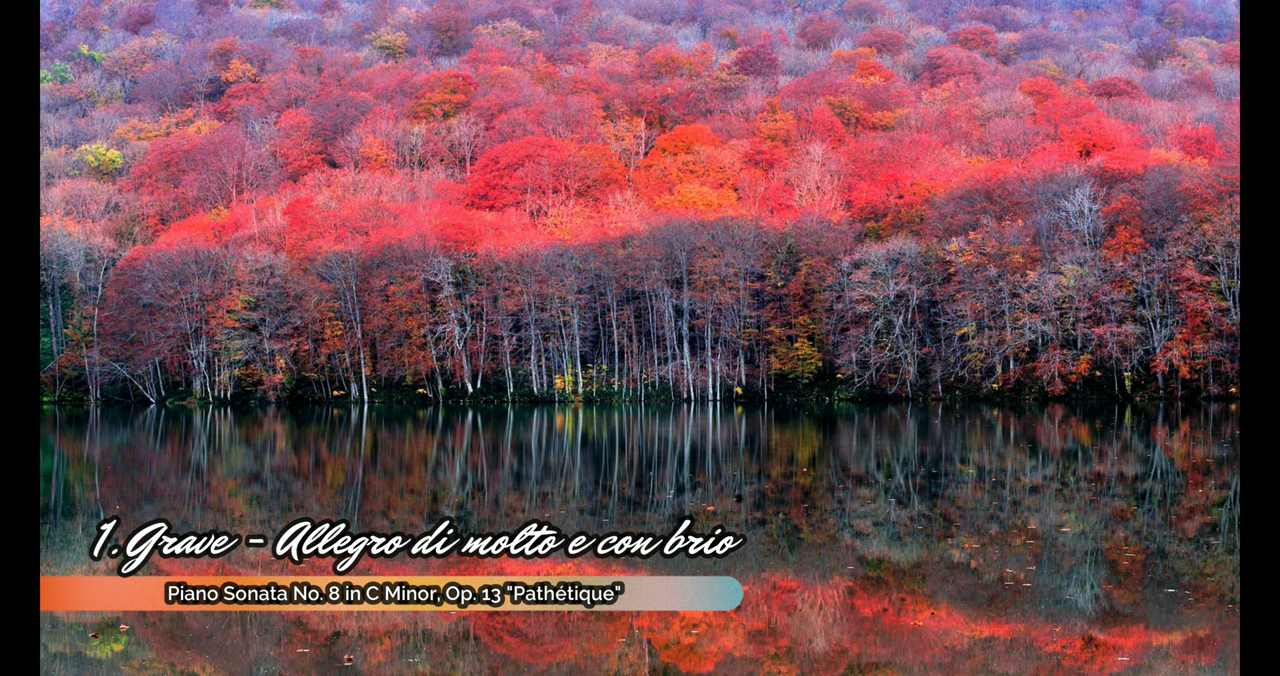 1. Grave - Allegro di molto e con brio
Piano Sonata No. 8 in C Minor, Op. 13 "Pathétique"